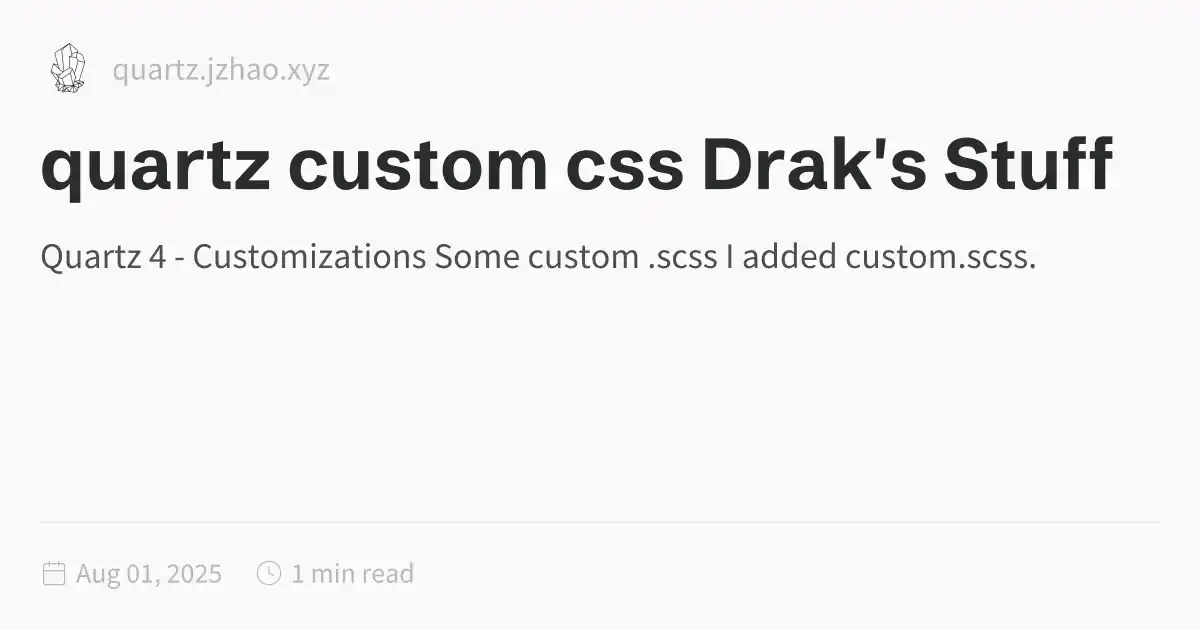 quartz.jzhao.xyz
quartz custom css Drak's Stuff
Quartz 4 - Customizations Some custom .scss I added custom.scss.
Aug 01, 2025 1 min read